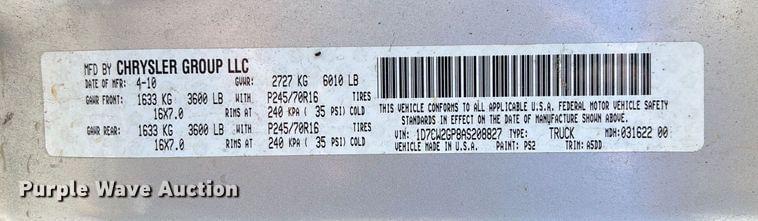 MFD BY CHRYSLER GROUP LLC
DATE OF MFR: 4-10 GVWR: 2727 KG 6010 LB
GAWR FRONT: 1633 KG 3600 LB WITH P245/70R16 TIRES
16X7.0 RIMS AT 240 KPA ( 35 PSI) COLD
GAWR REAR: 1633 KG 3600 LB WITH P245/70R16 TIRES
16X7.0 RIMS AT 240 KPA ( 35 PSI) COLD
THIS VEHICLE CONFORMS TO ALL APPLICABLE U.S.A. FEDERAL MOTOR VEHICLE SAFETY
STANDARDS IN EFFECT ON THE DATE OF MANUFACTURE SHOWN ABOVE.
VIN: 1D7CW2GP8AS208827 TYPE: TRUCK MDH: 031622 00
VEHICLE MADE IN U.S.A. PAINT: PS2 TRIM: A5DD
Purple Wave Auction